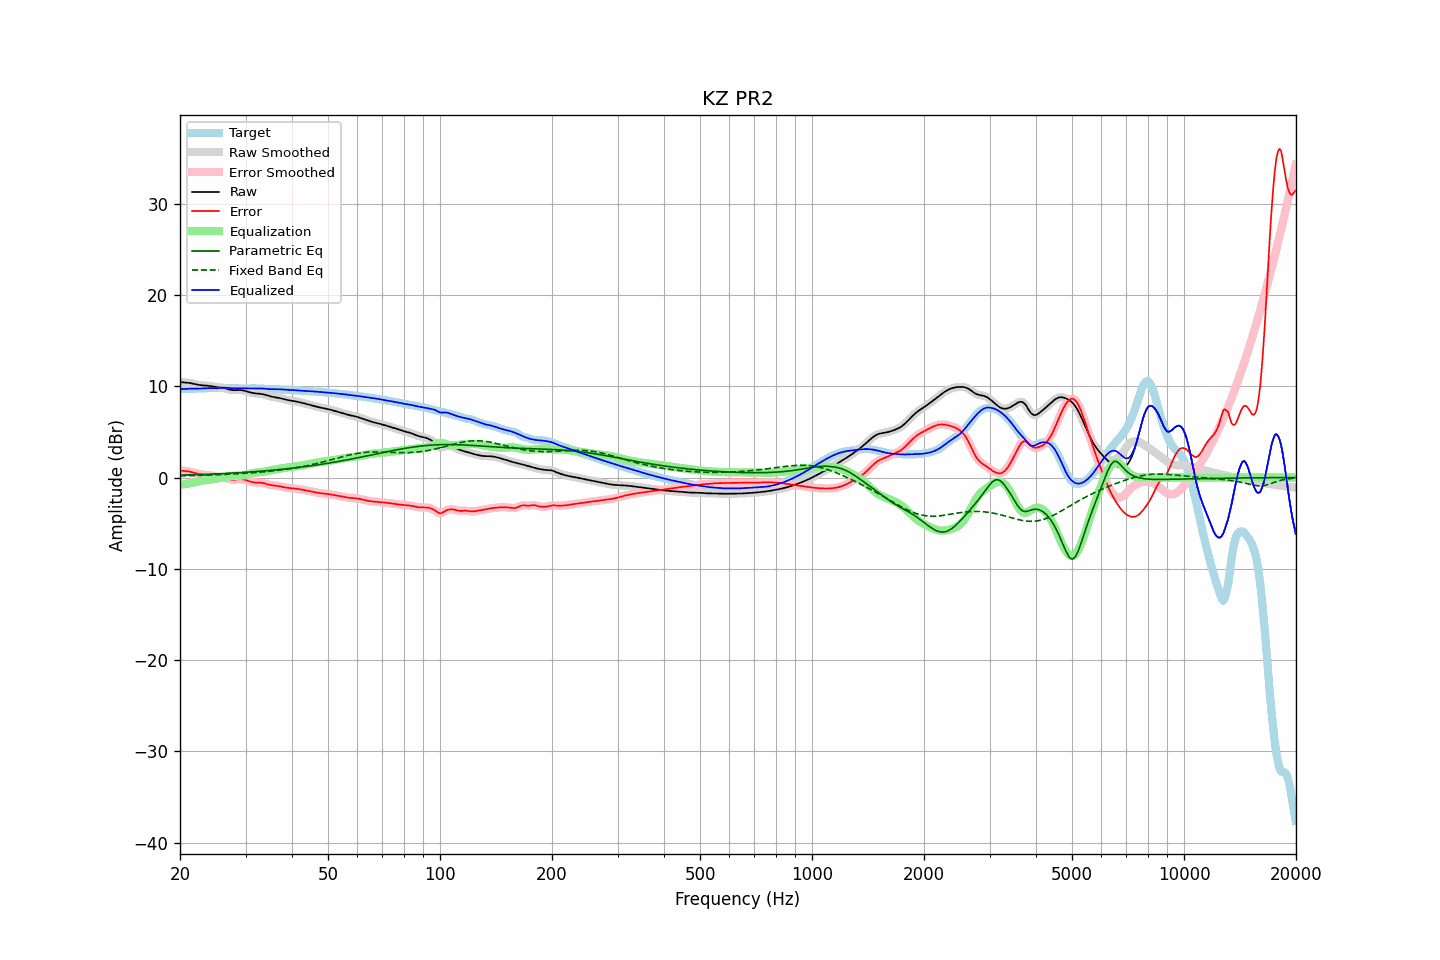 KZ PR2
Target
Raw Smoothed
Error Smoothed
Raw
Error
Equalization
Parametric Eq
Fixed Band Eq
Equalized
Amplitude (dBr)
30
20
10
0
−10
−20
−30
−40
20 50 100 200 500 1000 2000 5000 10000 20000
Frequency (Hz)